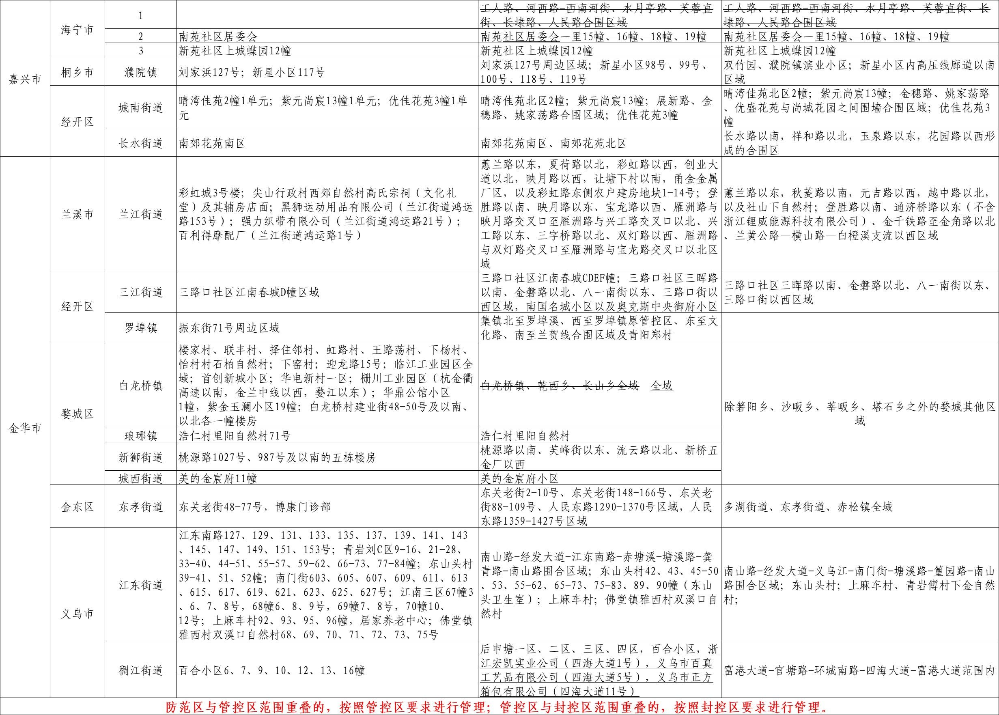 嘉兴市
海宁市
1
工人路、河西路-西南河街、水月亭路、芙蓉直
街、长埭路、人民路合围区域
工人路、河西路-西南河街、水月亭路、芙蓉直街、长
埭路、人民路合围区域
2
南苑社区居委会
南苑社区居委会一里15幢、16幢、18幢、19幢
南苑社区居委会一里15幢、16幢、18幢、19幢
3
新苑社区上城蝶园12幢
新苑社区上城蝶园12幢
新苑社区上城蝶园12幢
桐乡市
濮院镇
刘家浜127号；新星小区117号
刘家浜127号周边区域；新星小区98号、99号、
100号、118号、119号
双竹园、濮院镇滨业小区；新星小区内高压线廊道以南
区域
经开区
城南街道
晴湾佳苑2幢1单元；紫元尚宸13幢1单元；优佳花苑3幢1单
元
晴湾佳苑北区2幢；紫元尚宸13幢；展新路、金
穗路、姚家荡路合围区域；优佳花苑3幢
晴湾佳苑北区2幢；紫元尚宸13幢；金穗路、姚家荡路
、优盛花苑与尚城花园之间围墙合围区域；优佳花苑3
幢
长水街道
南郊花苑南区
南郊花苑南区、南郊花苑北区
长水路以南，祥和路以北，玉泉路以东，花园路以西形
成的合围区
金华市
兰溪市
兰江街道
彩虹城3号楼；尖山行政村西郊自然村高氏宗祠（文化礼
堂）及其辅房店面；黑狮运动用品有限公司（兰江街道鸿运
路153号）；强力织带有限公司（兰江街道鸿运路21号）；
百利得摩配厂（兰江街道鸿运路1号）
蕙兰路以东，夏荷路以北，彩虹路以西，创业大
道以北，映月路以西，让塘下村以南，甬金金属
厂区，以及彩虹路东侧农户建房地块1-14号；登
胜路以南、映月路以东、宝龙路以西、雁洲路与
映月路交叉口至雁洲路与兴工路交叉口以北、兴
工路以东、三字桥路以北、双灯路以西、雁洲路
与双灯路交叉口至雁洲路与宝龙路交叉口以北区
域
蕙兰路以东，秋菱路以南，元吉路以西，越中路以北，
以及社山下自然村；登胜路以南、通济桥路以东（不含
浙江锂威能源科技有限公司）、金千铁路至金角路以北
、兰黄公路—横山路—白橙溪支流以西区域
经开区
三江街道
三路口社区江南春城D幢区域
三路口社区江南春城CDEF幢；三路口社区三晖路
以南、金磐路以北、八一南街以东、三路口街以
西区域，南国名城小区以及奥克斯中央御府小区
三路口社区三晖路以南、金磐路以北、八一南街以东、
三路口街以西区域
罗埠镇
振东街71号周边区域
集镇北至罗埠溪、西至罗埠镇原管控区、东至文
化路、南至兰贺线合围区域及青阳郑村
婺城区
白龙桥镇
楼家村、联丰村、择住邻村、虹路村、王路荡村、下杨村、
怡村村石柏自然村；下窑村；迎龙路15号；临江工业园区全
域；首创新城小区；华电新村一区；栅川工业园区（杭金衢
高速以南，金兰中线以西，婺江以东）；华鼎公馆小区
1幢，紫金玉澜小区19幢；白龙桥村建业街48-50号及以南、
以北各一幢楼房
白龙桥镇、乾西乡、长山乡全域 全域
除箬阳乡、沙畈乡、莘畈乡、塔石乡之外的婺城其他区
域
琅琊镇
浩仁村里阳自然村71号
浩仁村里阳自然村
新狮街道
桃源路1027号、987号及以南的五栋楼房
桃源路以南、芙峰街以东、流云路以北、新桥五
金厂以西
城西街道
美的金宸府11幢
美的金宸府小区
金东区
东孝街道
东关老街48-77号，博康门诊部
东关老街2-10号、东关老街148-166号、东关老
街88-109号、人民东路1290-1370号区域，人民
东路1359-1427号区域
多湖街道、东孝街道、赤松镇全域
义乌市
江东街道
江东南路127、129、131、133、135、137、139、141、143
、145、147、149、151、153号；青岩刘C区9-16、21-28、
33-40、44-51、55-57、59-62、66-73、77-84幢；东山头村
39-41、51、52幢；南门街603、605、607、609、611、613
、615、617、619、621、623、625、627号；江南三区67幢3
、6、7、8号，68幢6、8、9号，69幢7、8号，70幢10、
12号；上麻车村92、93、95、96幢，居家养老中心；佛堂镇
雅西村双溪口自然村68、69、70、71、72、73、75号
南山路-经发大道-江东南路-赤塘溪-塘溪路-龚
青路-南山路围合区域；东山头村42、43、45-50
、53、55-62、65-73、75-83、89、90幢（东山
头卫生室）；上麻车村；佛堂镇雅西村双溪口自
然村
南山路-经发大道-义乌江-南门街-塘溪路-篁园路-南山
路围合区域；东山头村；上麻车村、青岩傅村下金自然
村；
稠江街道
百合小区6、7、9、10、12、13、16幢
后申塘一区、二区、三区、四区，百合小区，浙
江宏凯实业公司（四海大道1号），义乌市百真
工艺品有限公司（四海大道5号），义乌市正方
箱包有限公司（四海大道11号）
富港大道-官塘路-环城南路-四海大道-富港大道范围内
防范区与管控区范围重叠的，按照管控区要求进行管理；管控区与封控区范围重叠的，按照封控区要求进行管理。